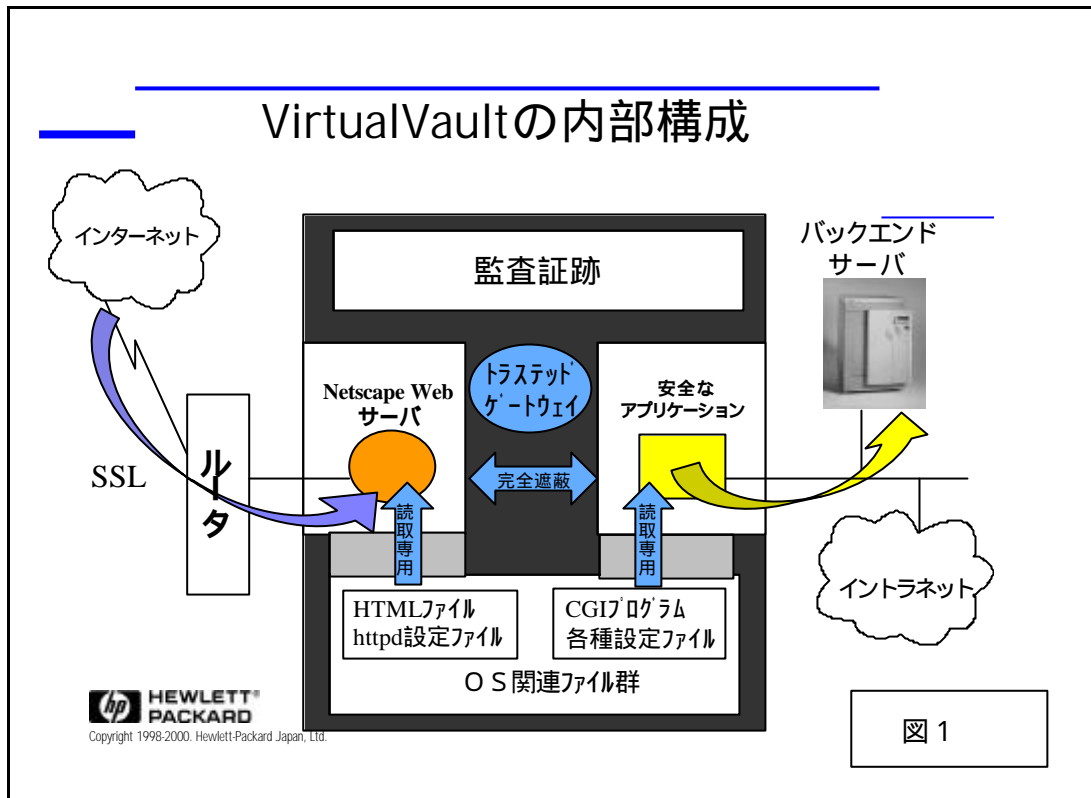 VirtualVaultの内部構成
インターネット
監査証跡
バックエンド
サーバ
Netscape Web
サーバ
ﾄﾗｽﾃｯﾄﾞ
ｹﾞｰﾄｳｪｲ
安全な
アプリケーション
SSL
ルータ
完全遮蔽
読取専用
読取専用
イントラネット
HTMLﾌｧｲﾙ
httpd設定ﾌｧｲﾙ
CGIﾌﾟﾛｸﾞﾗﾑ
各種設定ﾌｧｲﾙ
ＯＳ関連ﾌｧｲﾙ群
hp HEWLETT®
PACKARD
Copyright 1998-2000. Hewlett-Packard Japan, Ltd.
図１